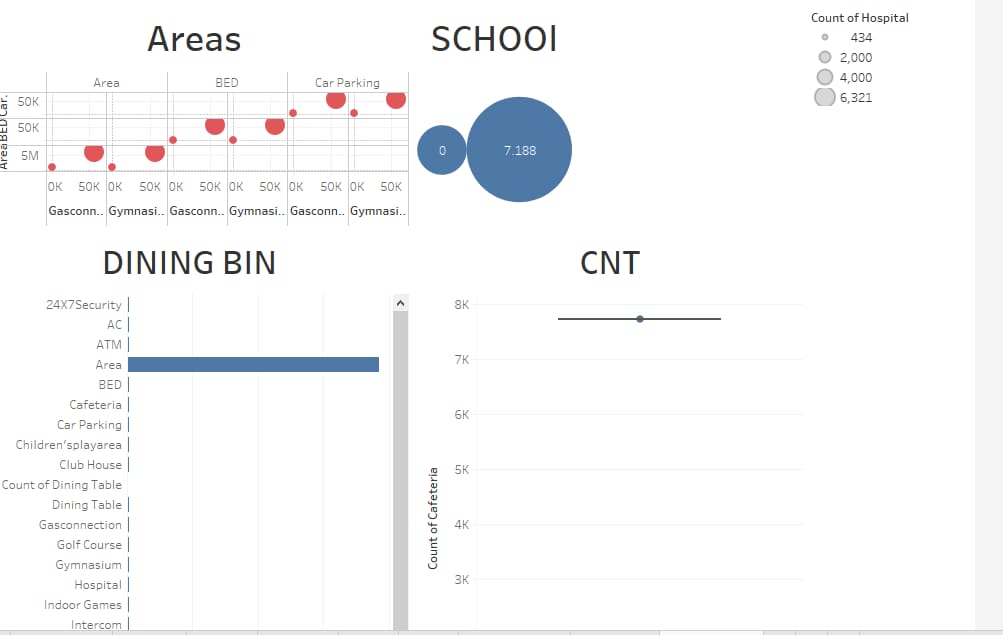 Areas
SCHOOl
Count of Hospital
434
2,000
4,000
6,321
Area BED Car Parking
Area BED Car.
50K
50K
5M
0K 50K 0K 50K 0K 50K 0K 50K 0K 50K 0K 50K
Gasconn.. Gymnasi.. Gasconn.. Gymnasi.. Gasconn.. Gymnasi..
0 7.188
DINING BIN
24X7Security
AC
ATM
Area
BED
Cafeteria
Car Parking
Children'splayarea
Club House
Count of Dining Table
Dining Table
Gasconnection
Golf Course
Gymnasium
Hospital
Indoor Games
Intercom
CNT
8K
7K
6K
5K
4K
3K
Count of Cafeteria